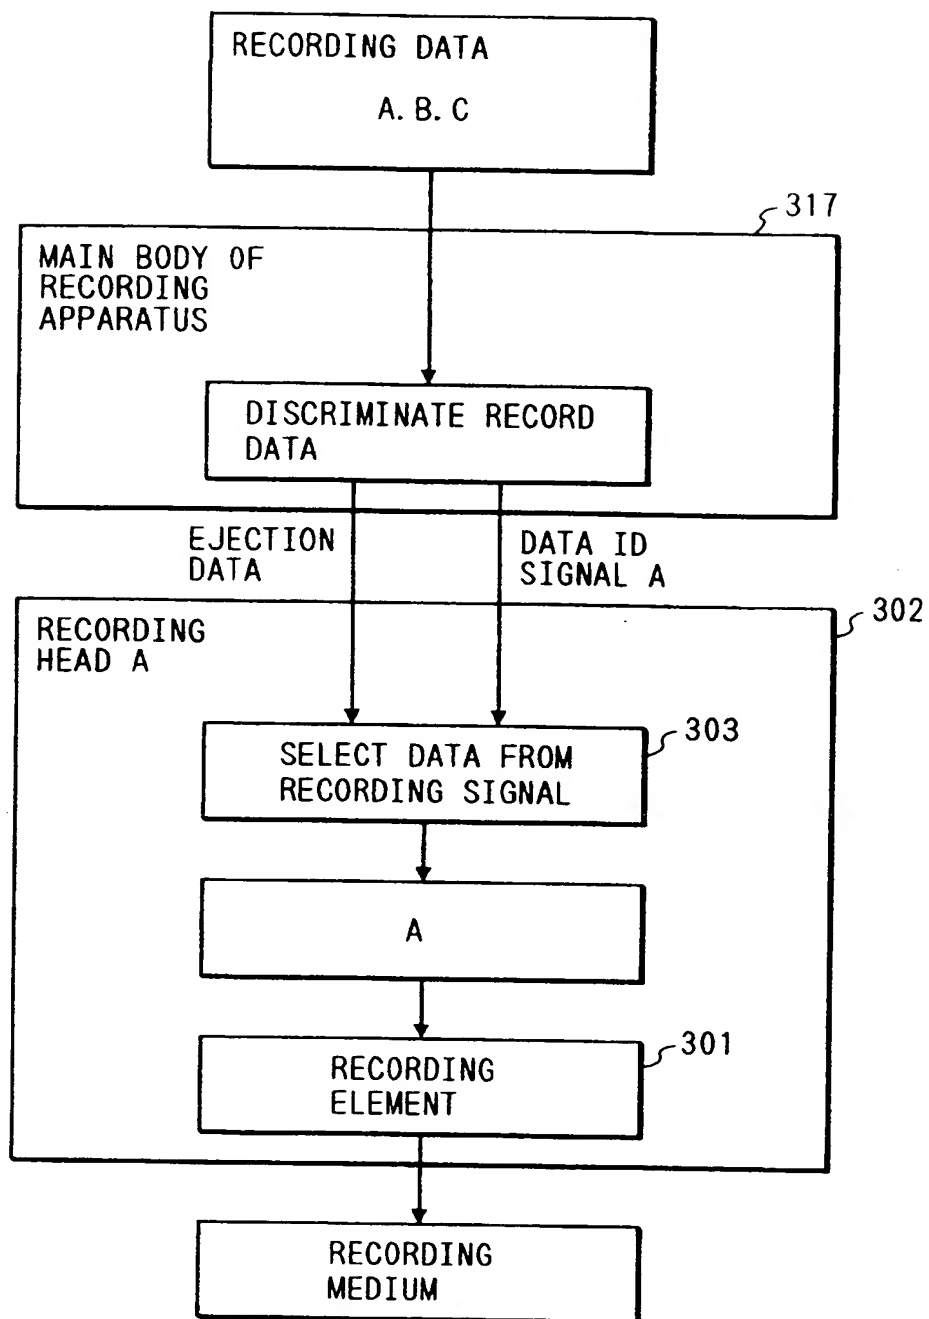 RECORDING DATA
A. B. C
317
MAIN BODY OF
RECORDING
APPARATUS
DISCRIMINATE RECORD
DATA
EJECTION
DATA
DATA ID
SIGNAL A
302
RECORDING
HEAD A
303
SELECT DATA FROM
RECORDING SIGNAL
A
301
RECORDING
ELEMENT
RECORDING
MEDIUM